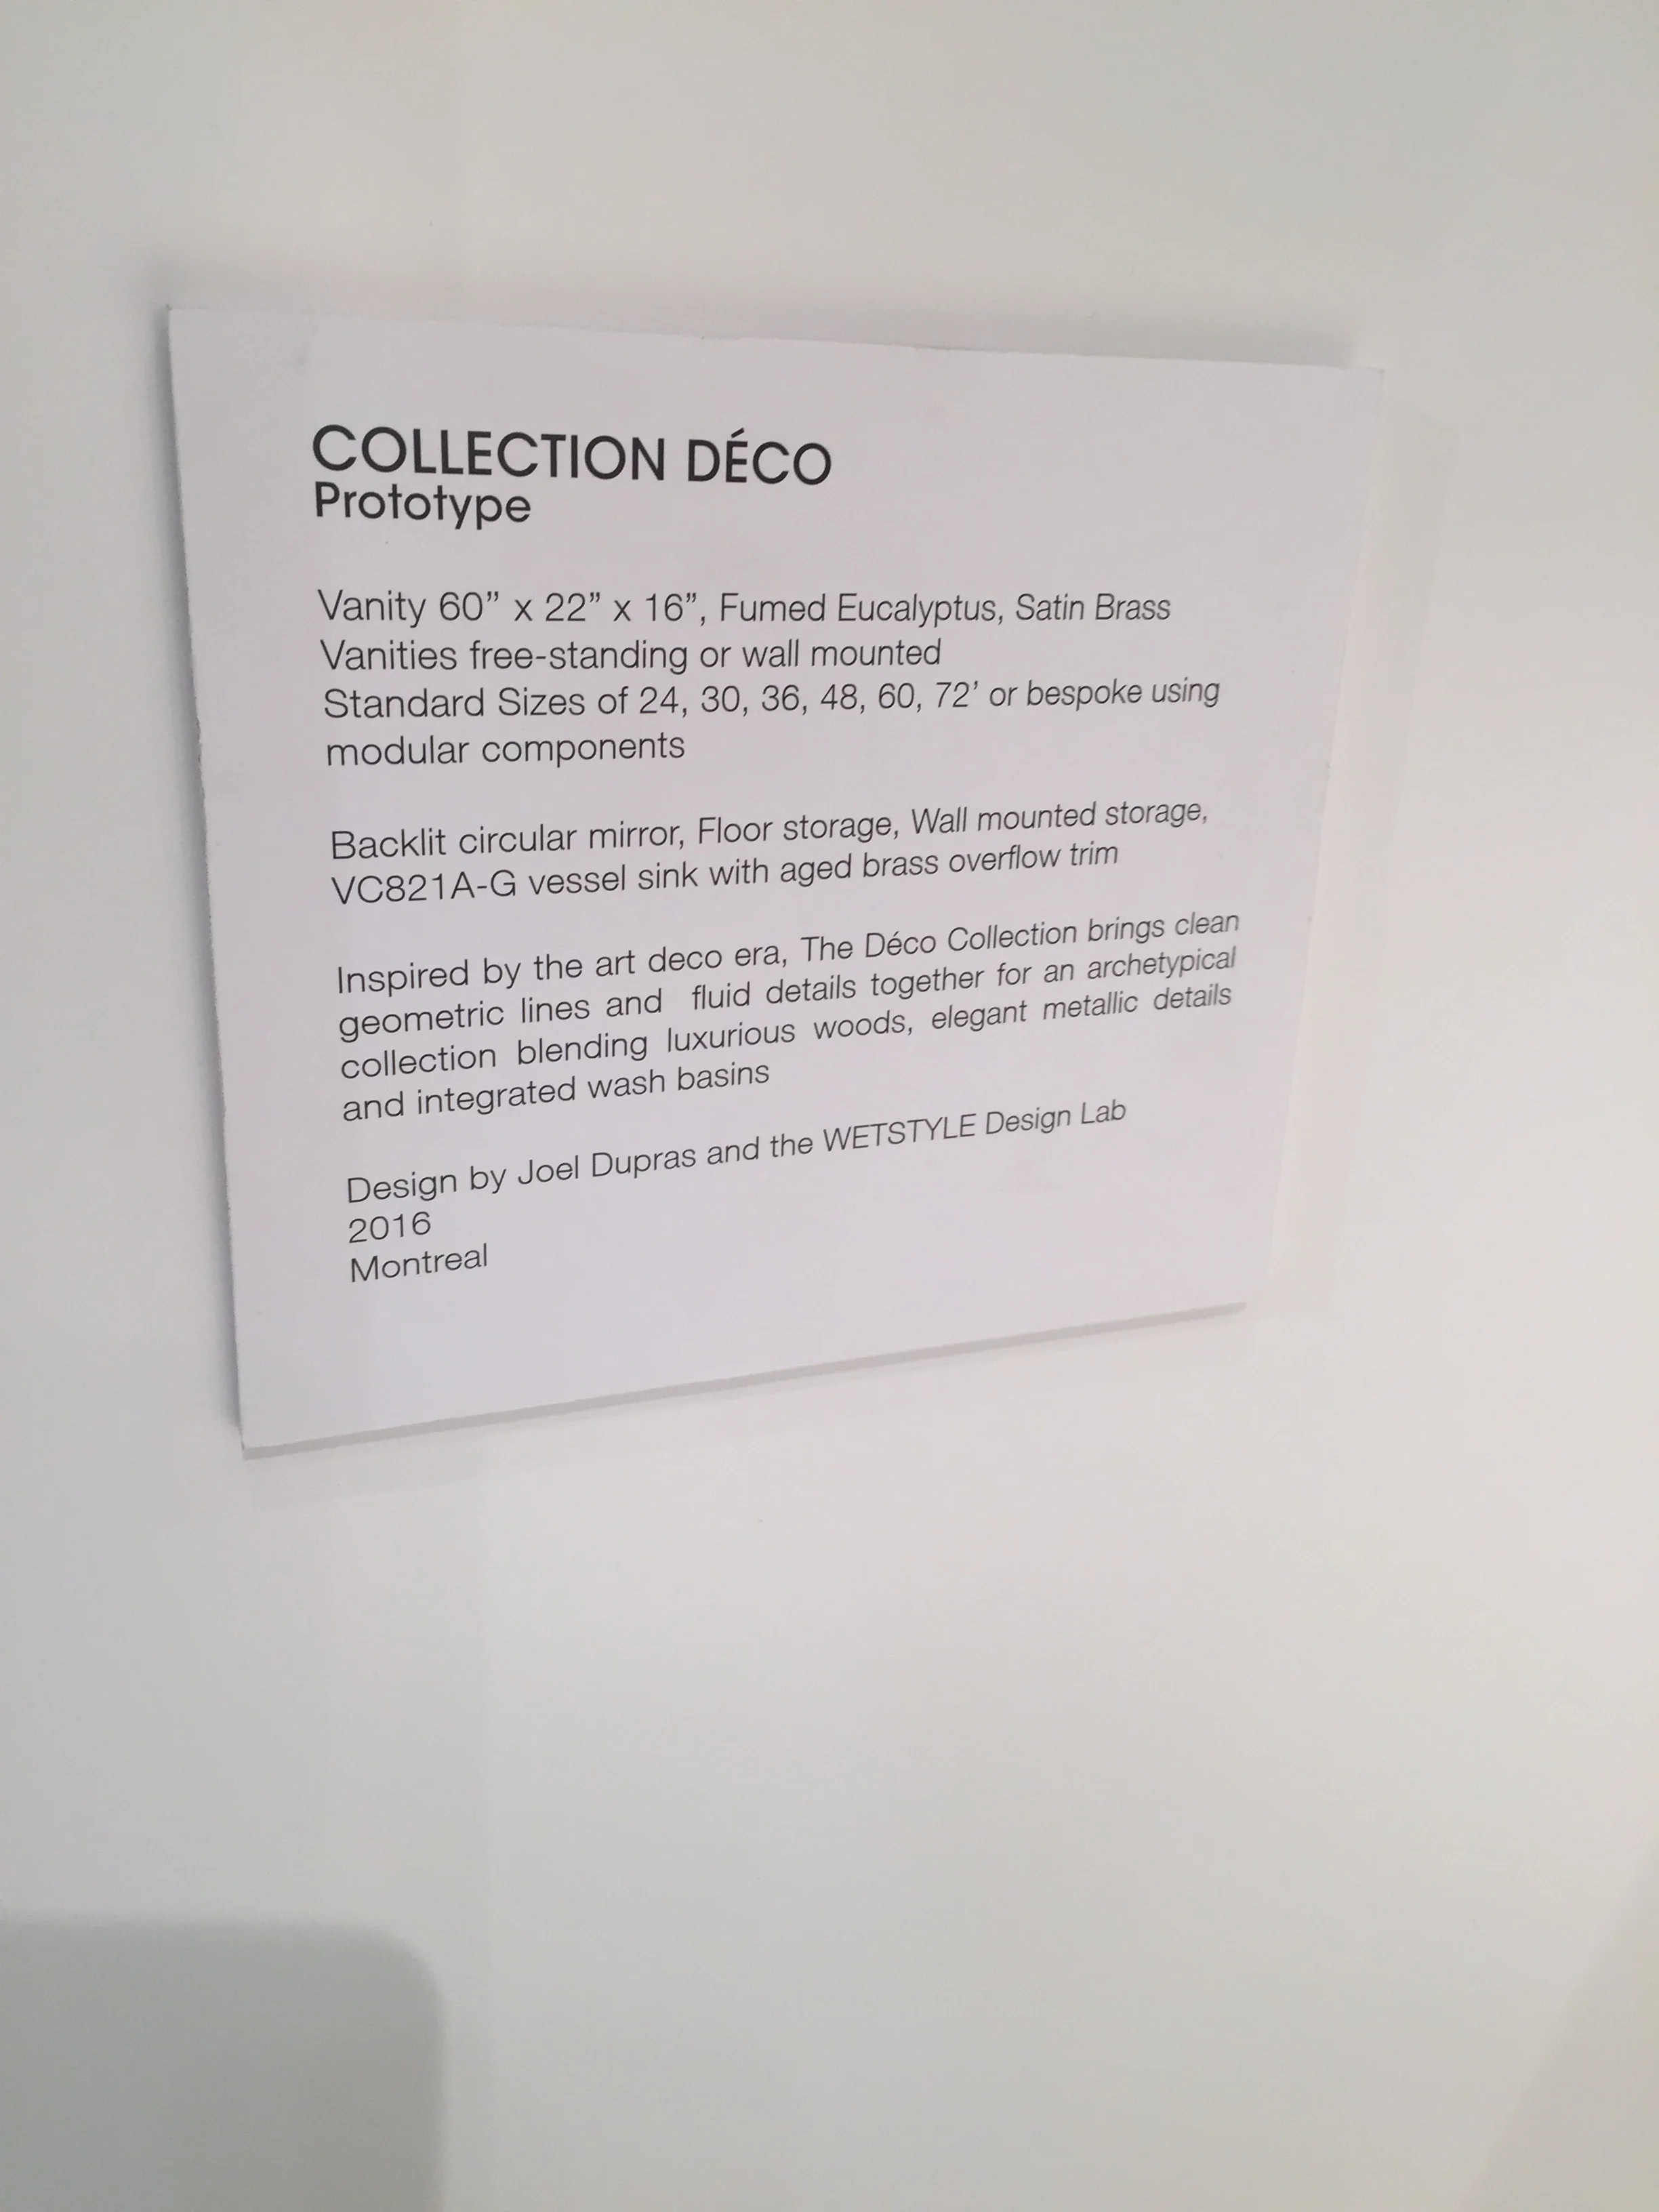 COLLECTION DÉCO
Prototype
Vanity 60” x 22” x 16”, Fumed Eucalyptus, Satin Brass
Vanities free-standing or wall mounted
Standard Sizes of 24, 30, 36, 48, 60, 72’ or bespoke using
modular components
Backlit circular mirror, Floor storage, Wall mounted storage,
VC821A-G vessel sink with aged brass overflow trim
Inspired by the art deco era, The Déco Collection brings clean
geometric lines and fluid details together for an archetypical
collection blending luxurious woods, elegant metallic details
and integrated wash basins
Design by Joel Dupras and the WETSTYLE Design Lab
2016
Montreal